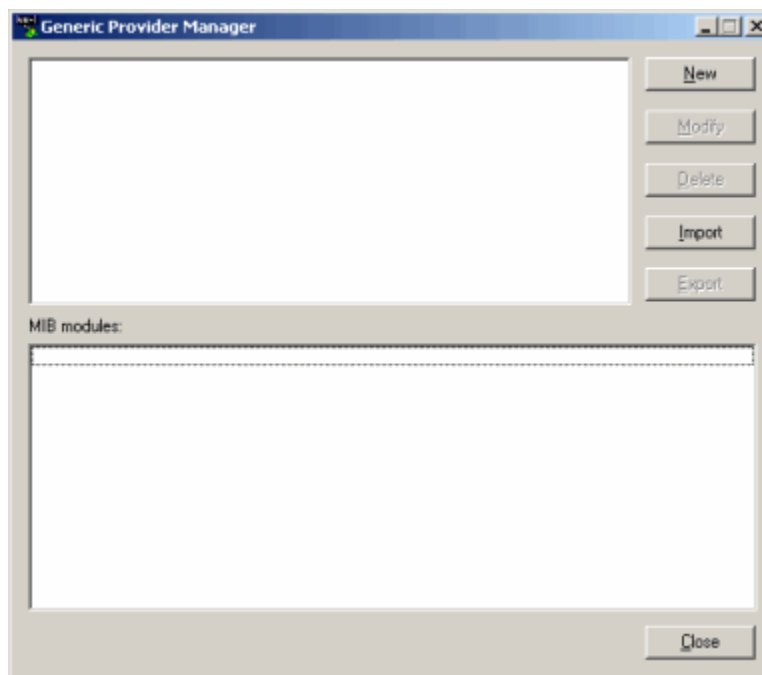 Generic Provider Manager
New
Modify
Delete
Import
Export
MIB modules:
Close